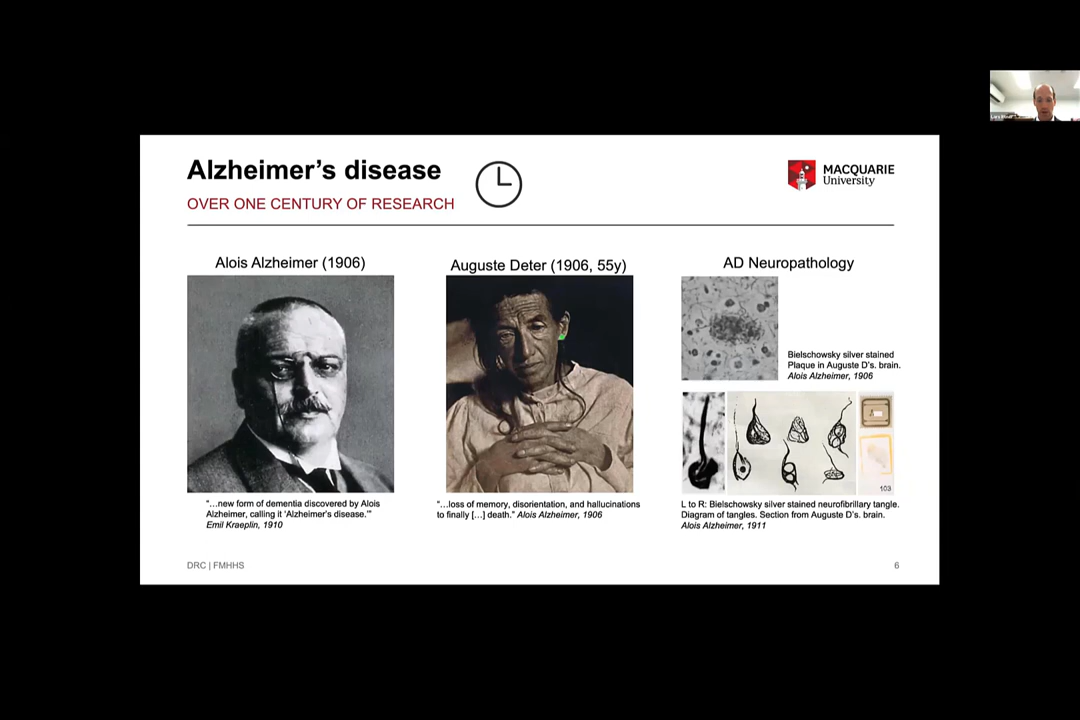 Alzheimer's disease
OVER ONE CENTURY OF RESEARCH
MACQUARIE
University
Alois Alzheimer (1906)
"...new form of dementia discovered by Alois
Alzheimer, calling it 'Alzheimer's disease.'"
Emil Kraeplin, 1910
Auguste Deter (1906, 55y)
"...loss of memory, disorientation, and hallucinations
to finally [...] death." Alois Alzheimer, 1906
AD Neuropathology
Bielschowsky silver stained
Plaque in Auguste D's. brain.
Alois Alzheimer, 1906
103
L to R: Bielschowsky silver stained neurofibrillary tangle.
Diagram of tangles. Section from Auguste D's. brain.
Alois Alzheimer, 1911
DRC | FMHHS
6